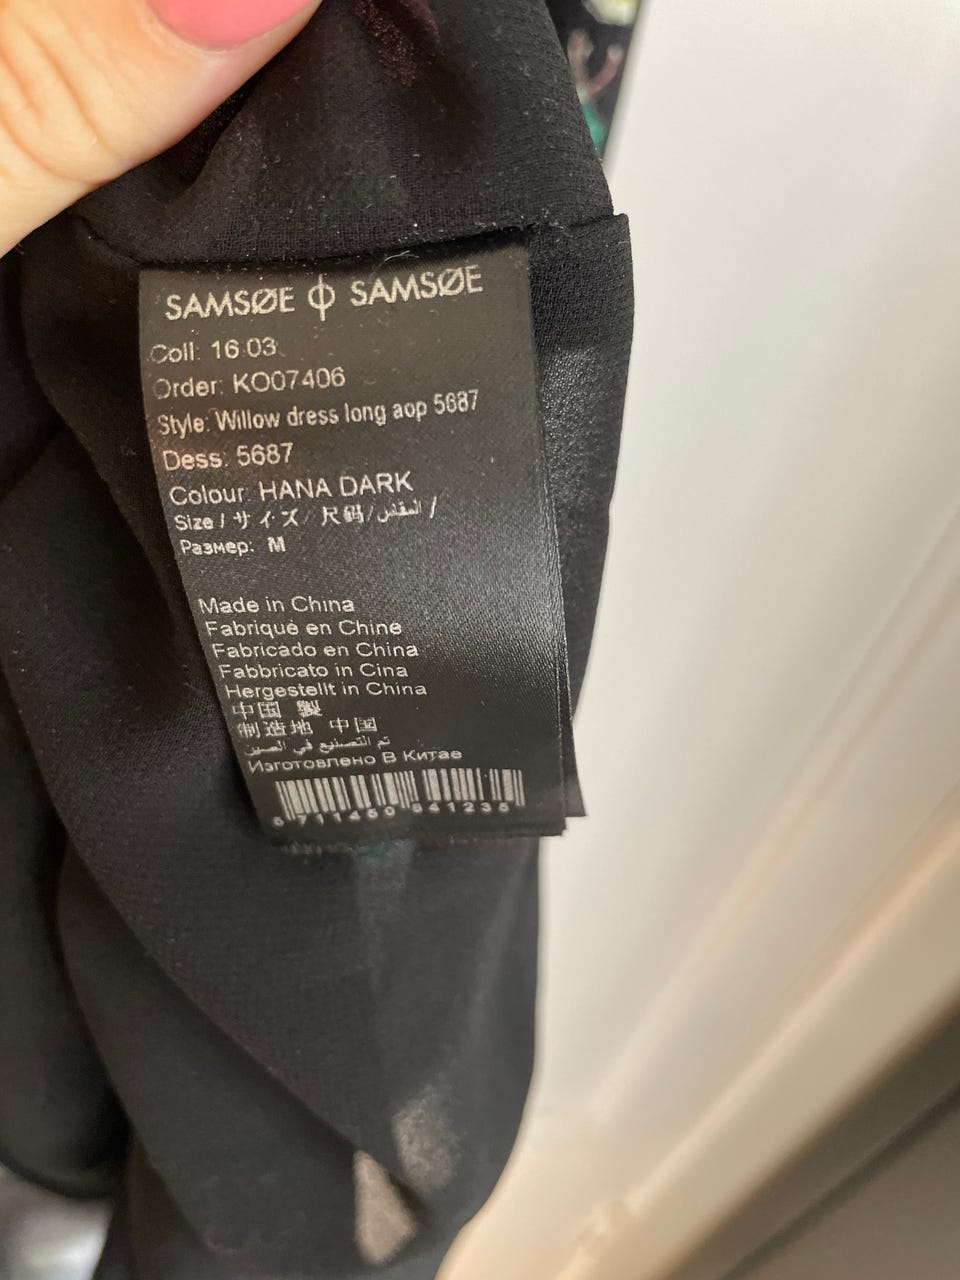 SAMSØE ɸ SAMSØE
Coll: 16.03.
Order: KO07406
Style: Willow dress long aop 5687
Dess: 5687
Colour: HANA DARK
Size / サイズ / 尺码 / المقاس /
Размер: M
Made in China
Fabriqué en Chine
Fabricado en China
Fabbricato in Cina
Hergestellt in China
中国 製
制造地 中国
تم التصنيع في الصين
Изготовлено В Китае
5711450 841235